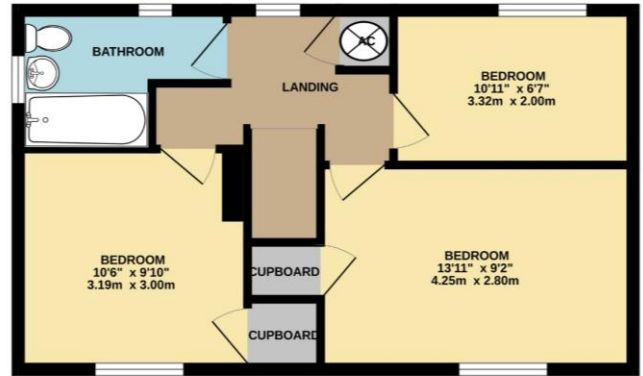 BATHROOM
AC
LANDING
BEDROOM
10'11" x 6'7"
3.32m x 2.00m
BEDROOM
10'6" x 9'10"
3.19m x 3.00m
BEDROOM
13'11" x 9'2"
4.25m x 2.80m
CUPBOARD
CUPBOARD